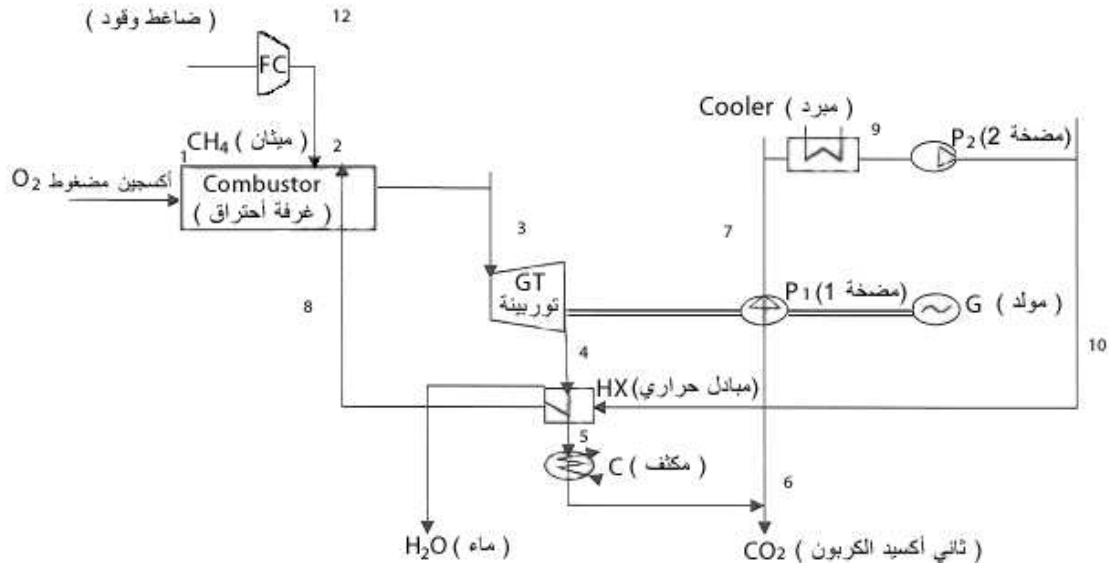 ( ضاغط وقود )
12
FC
Cooler ( مبرد )
9
P2 (مضخة 2)
CH4 ( ميثان )
2
1
O2 أكسجين مضغوط
Combustor
( غرفة أحتراق )
3
7
GT
توربينة
P1 (مضخة 1)
G ( مولد )
8
4
10
HX (مبادل حراري)
5
C ( مكثف )
6
H2O ( ماء )
CO2 ( ثاني أكسيد الكربون )